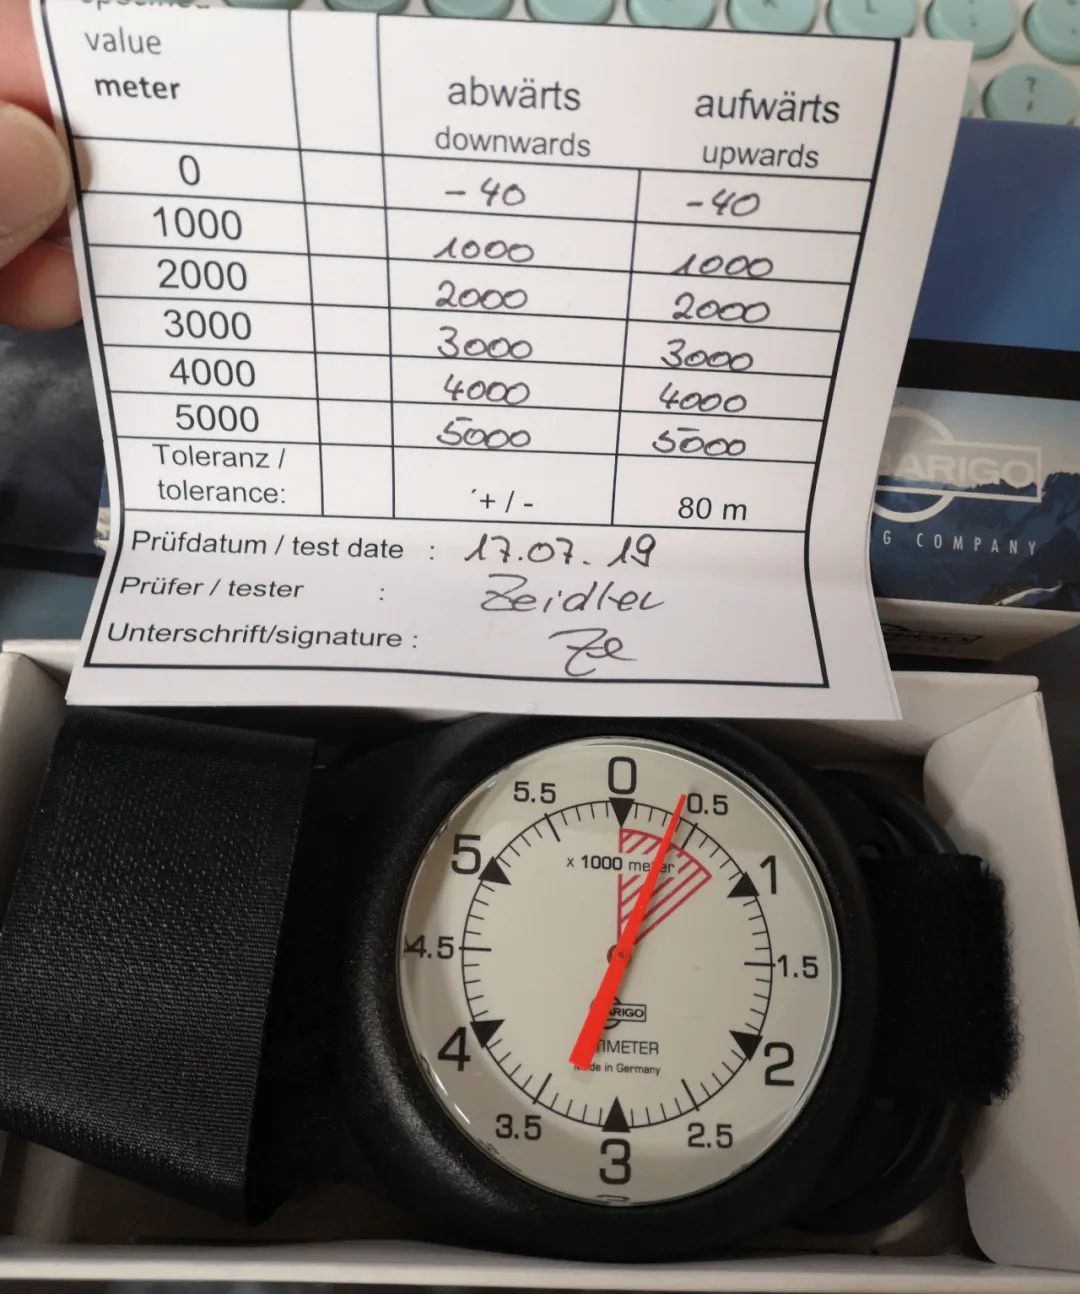 value
meter
abwärts aufwärts
downwards upwards
0 -40 -40
1000 1000 1000
2000 2000 2000
3000 3000 3000
4000 4000 4000
5000 5000 5000
Toleranz /
tolerance: +/- 80 m
Prüfdatum / test date : 17.07.19
Prüfer / tester : Zeidler
Unterschrift/signature :
BARIGO
G COMPANY
0
0.5
1
1.5
2
2.5
3
3.5
4
4.5
5
5.5
x 1000 meter
BARIGO
TIMETER
Made in Germany